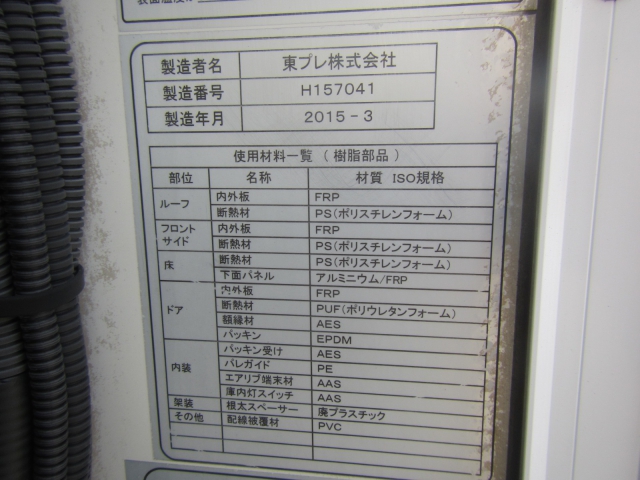 製造者名 東プレ株式会社
製造番号 H157041
製造年月 2015-3
使用材料一覧（樹脂部品）
部位 名称 材質 ISO規格
ルーフ 内外板 FRP
断熱材 PS(ポリスチレンフォーム)
フロント サイド 内外板 FRP
断熱材 PS(ポリスチレンフォーム)
床 断熱材 PS(ポリスチレンフォーム)
下面パネル アルミニウム/FRP
ドア 内外板 FRP
断熱材 PUF(ポリウレタンフォーム)
額縁材 AES
パッキン EPDM
内装 パッキン受け AES
バレガイド PE
エアリブ端末材 AAS
庫内灯スイッチ AAS
架装 根太スペーサー 廃プラスチック
その他 配線被覆材 PVC